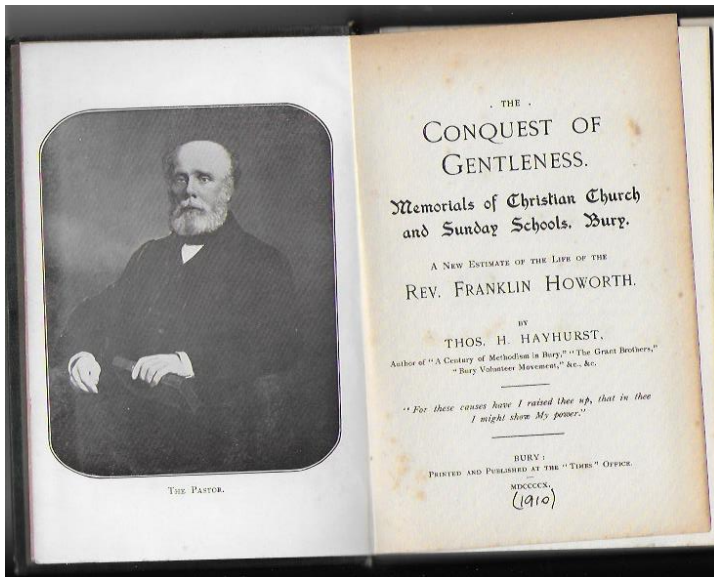 THE PASTOR.
· THE ·
CONQUEST OF
GENTLENESS.
Memorials of Christian Church
and Sunday Schools, Bury.
A NEW ESTIMATE OF THE LIFE OF THE
REV. FRANKLIN HOWORTH.
BY
THOS. H. HAYHURST,
Author of "A Century of Methodism in Bury," "The Grant Brothers,"
"Bury Volunteer Movement," &c., &c.
"For these causes have I raised thee up, that in thee
I might show My power."
BURY:
PRINTED AND PUBLISHED AT THE "TIMES" OFFICE.
MDCCCCX.
(1910)